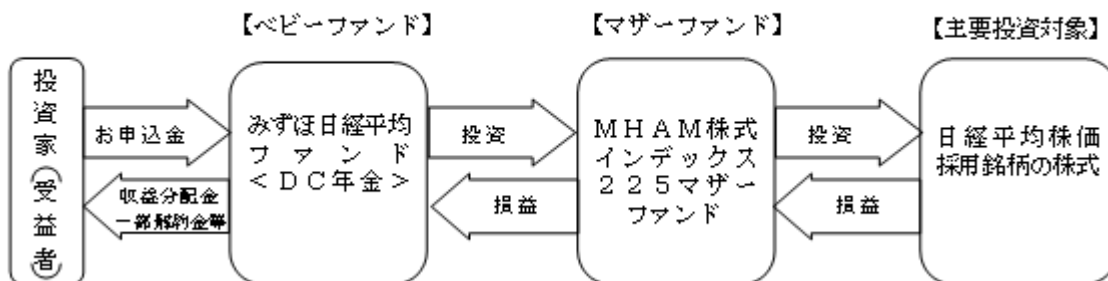 【ベビーファンド】
【マザーファンド】
【主要投資対象】
投資家(受益者)
お申込金
収益分配金
一部解約金等
みずほ日経平均
ファンド
<DC年金>
投資
損益
MHAM株式
インデックス
225マザー
ファンド
投資
損益
日経平均株価
採用銘柄の株式